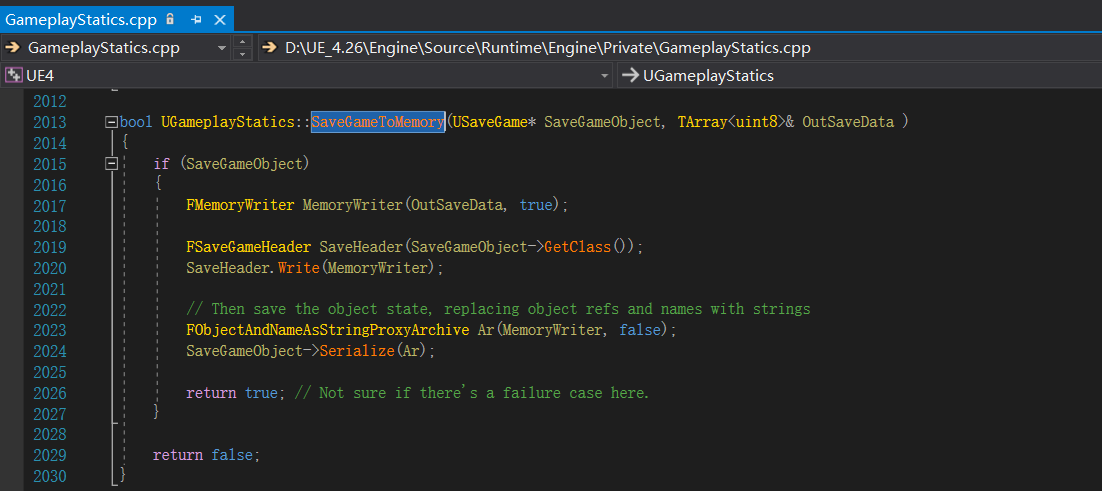 GameplayStatics.cpp
GameplayStatics.cpp D:\UE_4.26\Engine\Source\Runtime\Engine\Private\GameplayStatics.cpp
UE4 UGameplayStatics
2012
2013 bool UGameplayStatics::SaveGameToMemory(USaveGame* SaveGameObject, TArray<uint8>& OutSaveData )
2014 {
2015 if (SaveGameObject)
2016 {
2017 FMemoryWriter MemoryWriter(OutSaveData, true);
2018
2019 FSaveGameHeader SaveHeader(SaveGameObject->GetClass());
2020 SaveHeader.Write(MemoryWriter);
2021
2022 // Then save the object state, replacing object refs and names with strings
2023 FObjectAndNameAsStringProxyArchive Ar(MemoryWriter, false);
2024 SaveGameObject->Serialize(Ar);
2025
2026 return true; // Not sure if there's a failure case here.
2027 }
2028
2029 return false;
2030 }